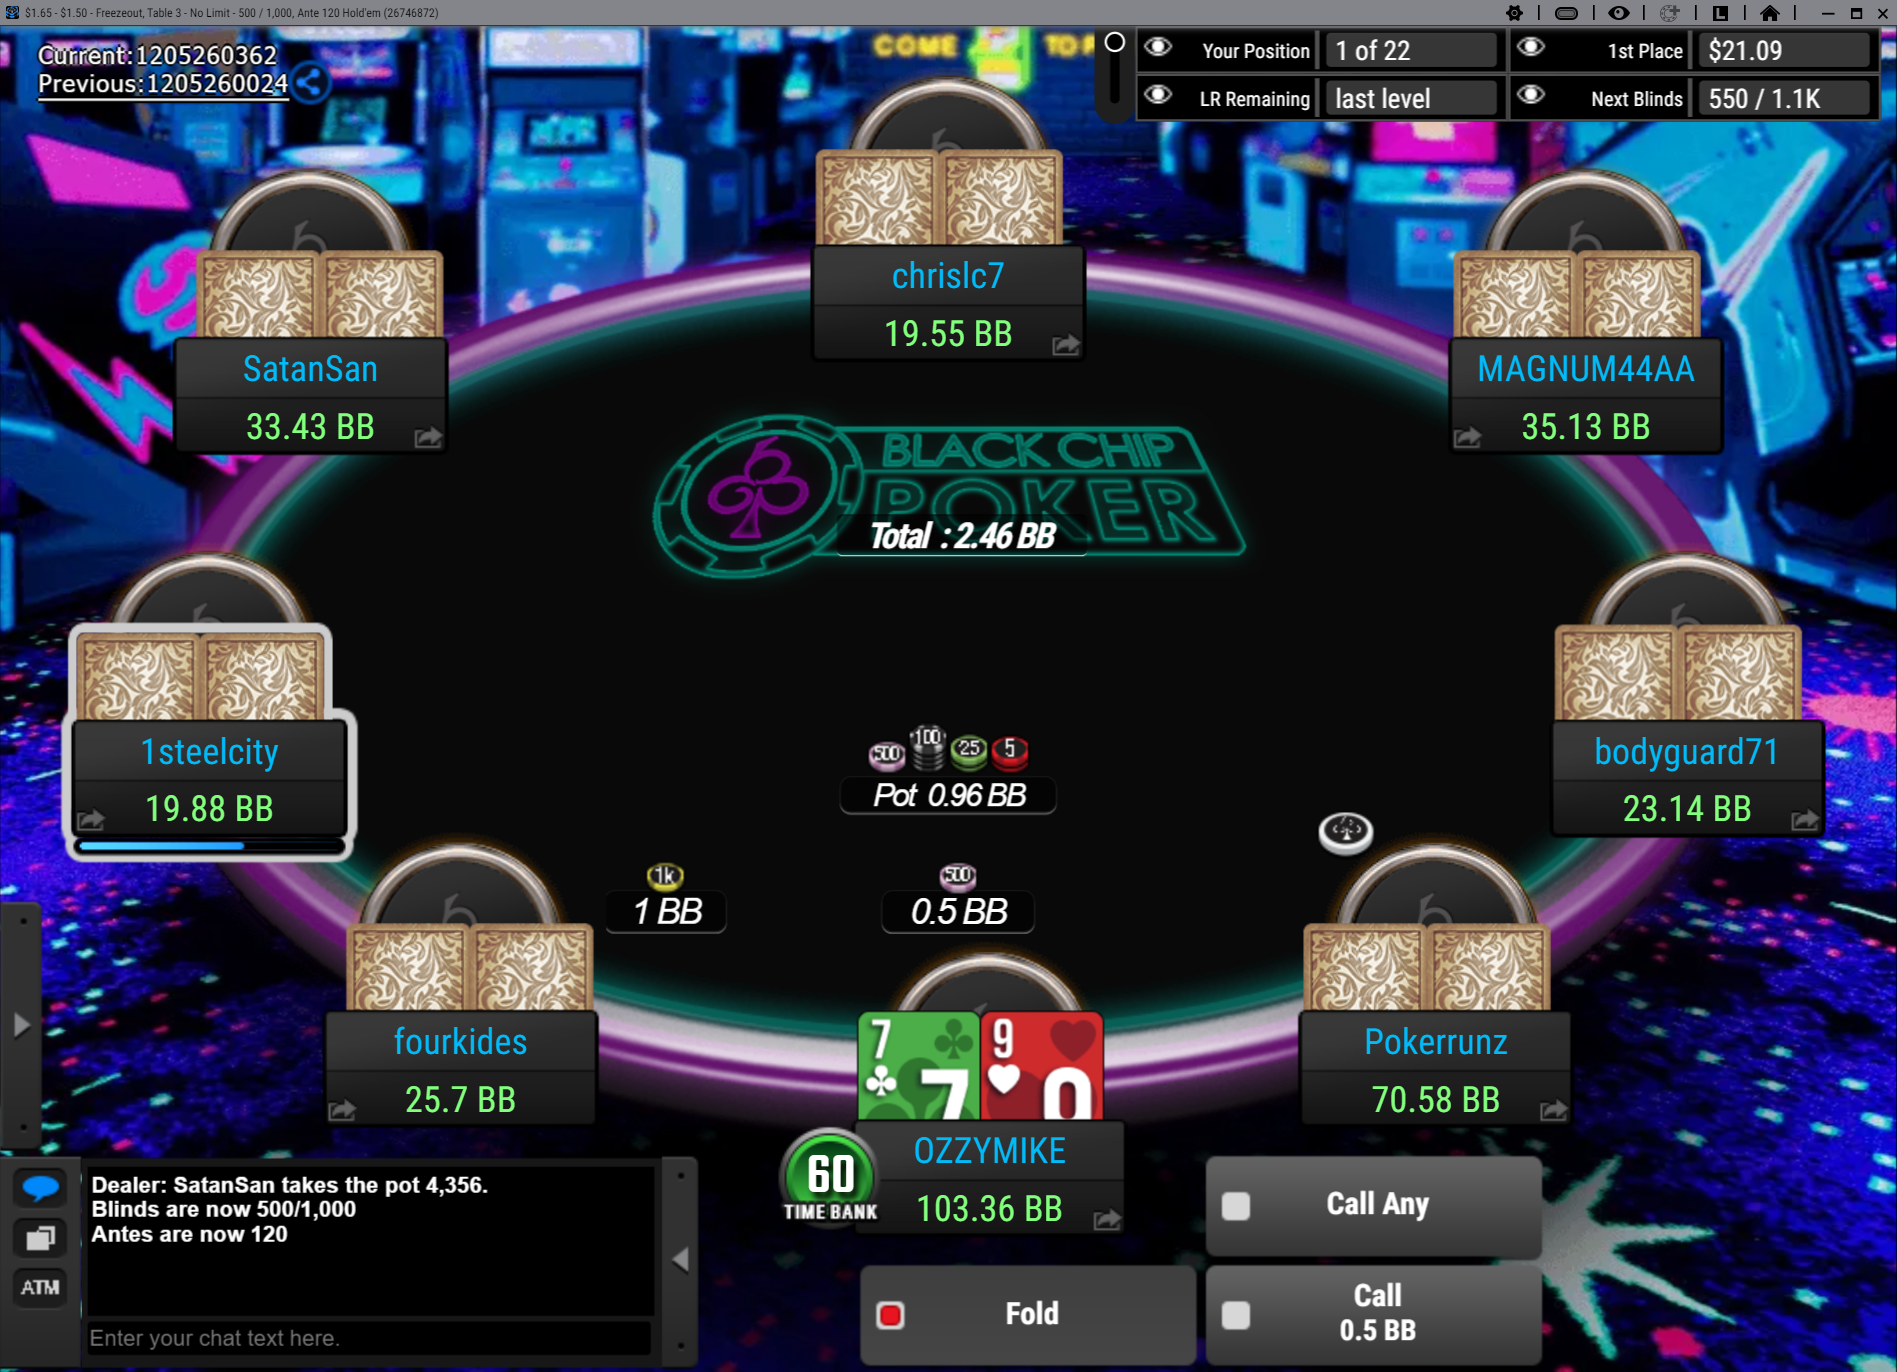 $1.65 - $1.50 - Freezeout, Table 3 - No Limit - 500 / 1,000, Ante 120 Hold'em (26746872)
Current:1205260362
Previous:1205260024
COME
TO P
Your Position
1 of 22
1st Place
$21.09
LR Remaining
last level
Next Blinds
550 / 1.1K
chrislc7
19.55 BB
SatanSan
33.43 BB
MAGNUM44AA
35.13 BB
BLACK CHIP
POKER
Total : 2.46 BB
1steelcity
19.88 BB
bodyguard71
23.14 BB
500
100
25
5
Pot 0.96 BB
1k
1 BB
500
0.5 BB
fourkides
25.7 BB
7
7
9
Pokerrunz
70.58 BB
OZZYMIKE
103.36 BB
60
TIME BANK
Dealer: SatanSan takes the pot 4,356.
Blinds are now 500/1,000
Antes are now 120
ATM
Enter your chat text here.
Call Any
Fold
Call
0.5 BB